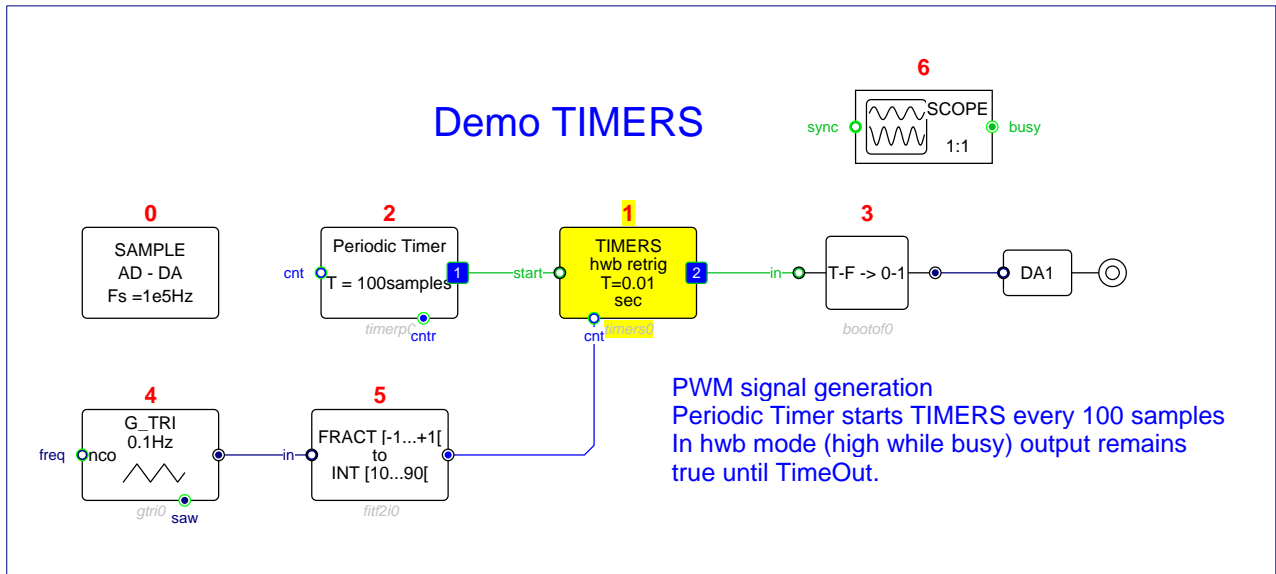 6
Demo TIMERS
SCOPE
sync
busy
1:1
0
2
1
3
SAMPLE
AD - DA
Fs =1e5Hz
Periodic Timer
cnt
T = 100samples
1
cntr
timerp0
start
TIMERS
hwb retrig
T=0.01
sec
2
cnt
timers0
in
T-F -> 0-1
bootof0
DA1
4
5
G_TRI
0.1Hz
freq
nco
saw
gtri0
in
FRACT [-1...+1[
to
INT [10...90[
fitf2i0
PWM signal generation
Periodic Timer starts TIMERS every 100 samples
In hwb mode (high while busy) output remains
true until TimeOut.